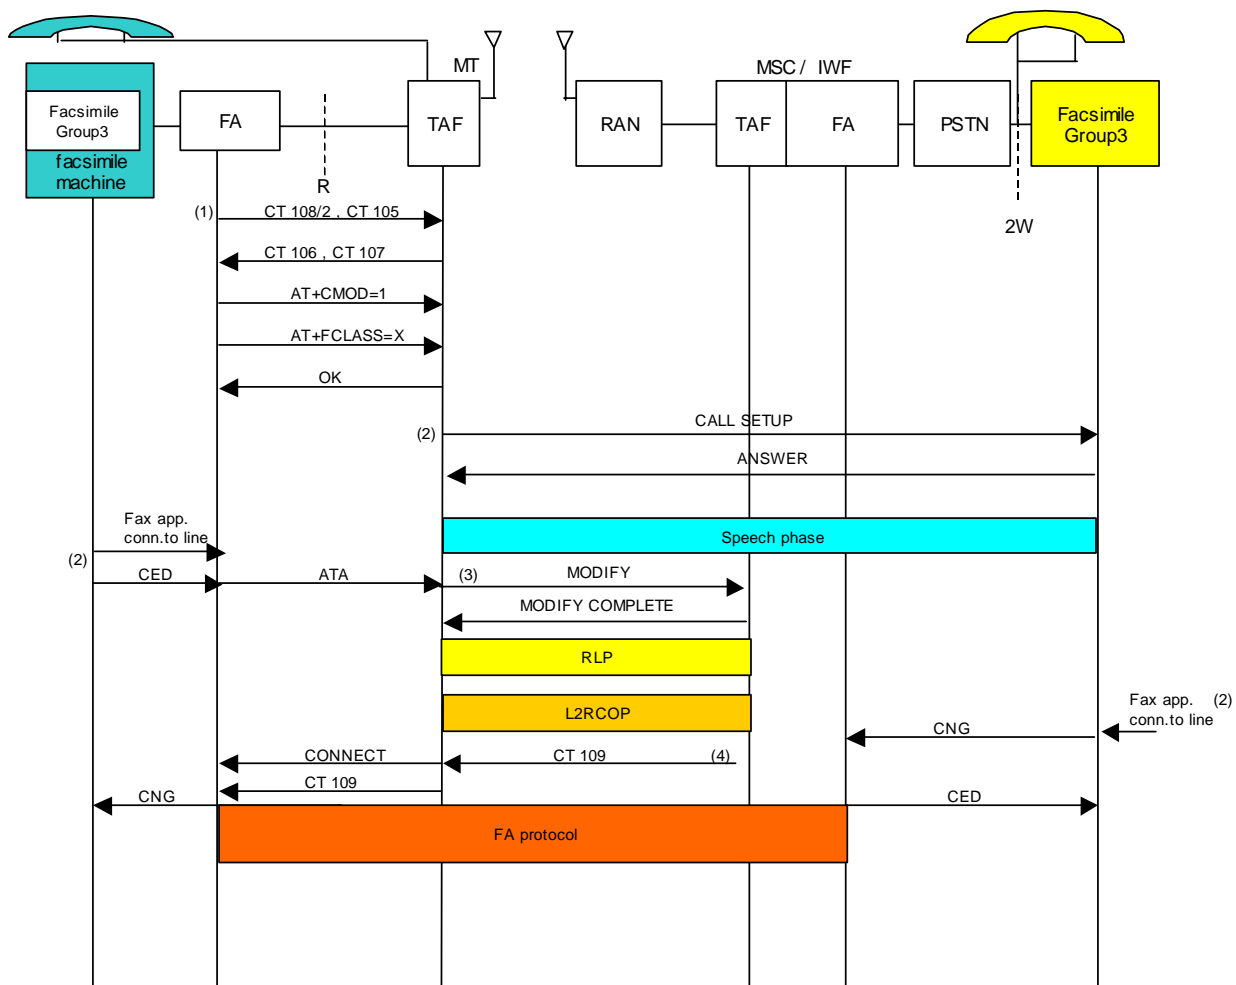 MT
MSC / IWF
Facsimile
Group3
facsimile
machine
FA
TAF
RAN
TAF
FA
PSTN
Facsimile
Group3
R
2W
(1)
CT 108/2 , CT 105
CT 106 , CT 107
AT+CMOD=1
AT+FCLASS=X
OK
(2)
CALL SETUP
ANSWER
Fax app.
conn.to line
Speech phase
(2)
CED
ATA
(3)
MODIFY
MODIFY COMPLETE
RLP
L2RCOP
Fax app. (2)
conn.to line
CNG
CONNECT
CT 109
(4)
CT 109
CNG
CED
FA protocol